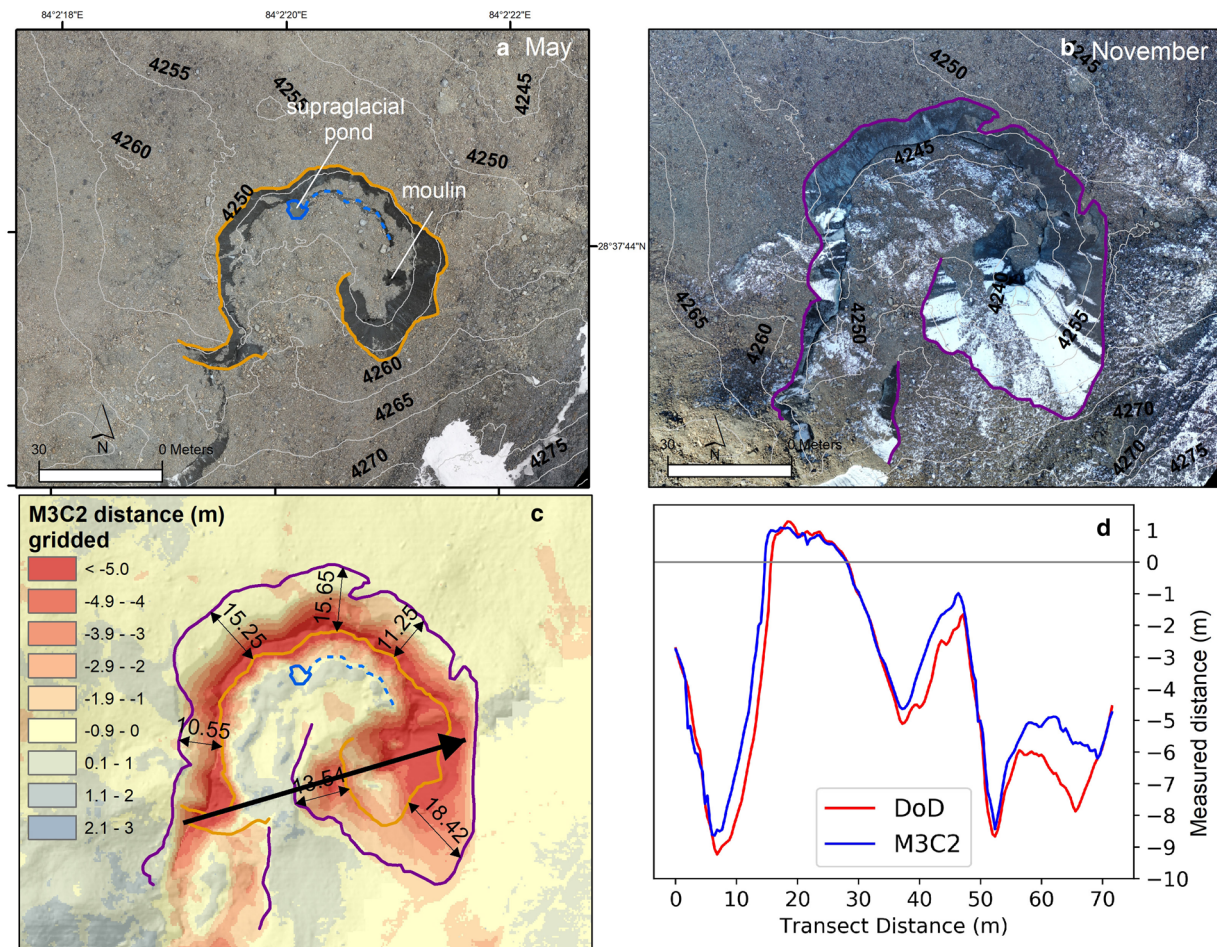 84°2'18"E
84°2'20"E
84°2'22"E
a May
4255
4255
4245
supraglacial
pond
4260
4250
moulin
4250
4260
4265
4270
4275
30
0 Meters
N
28°37'44"N
b November
4250
4245
4245
4240
4265
4260
4250
4255
4270
4270
4275
30
0 Meters
N
c
M3C2 distance (m)
gridded
< -5.0
-4.9 - -4
-3.9 - -3
-2.9 - -2
-1.9 - -1
-0.9 - 0
0.1 - 1
1.1 - 2
2.1 - 3
15.65
15.25
11.25
10.55
13.54
18.42
d
1
0
−1
−2
−3
−4
−5
−6
−7
−8
−9
−10
Measured distance (m)
DoD
M3C2
0 10 20 30 40 50 60 70
Transect Distance (m)